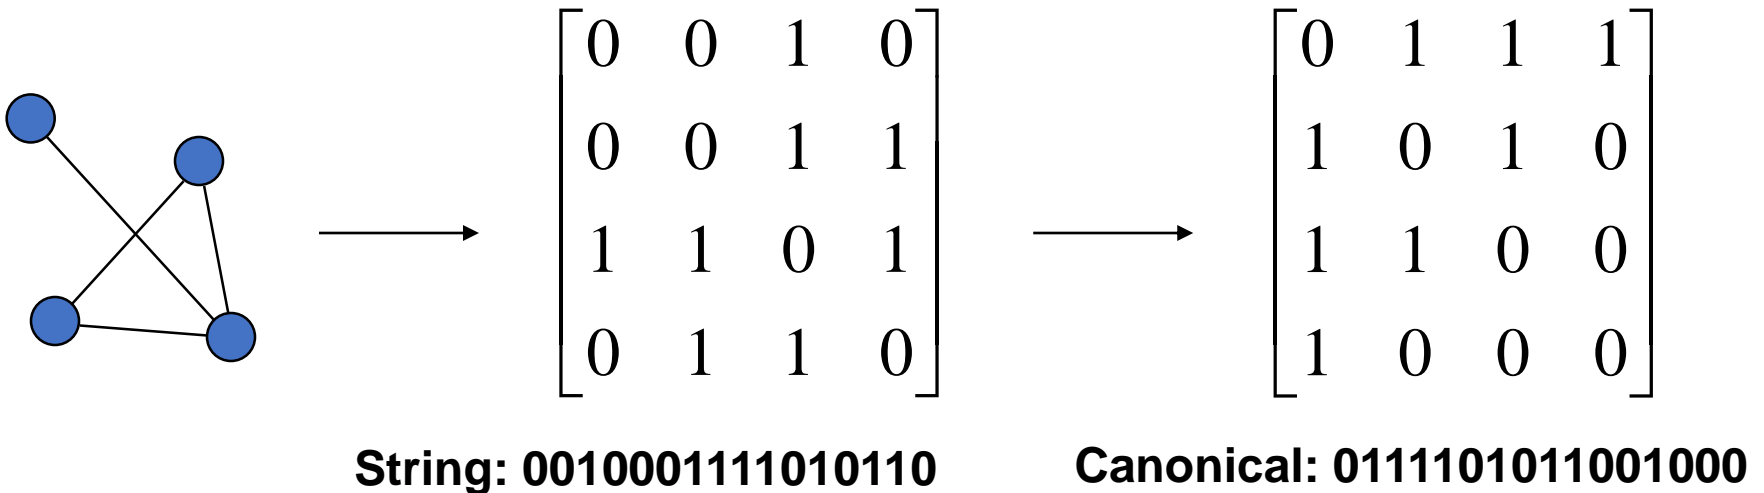 0 0 1 0
0 0 1 1
1 1 0 1
0 1 1 0
0 1 1 1
1 0 1 0
1 1 0 0
1 0 0 0
String: 0010001111010110
Canonical: 0111101011001000